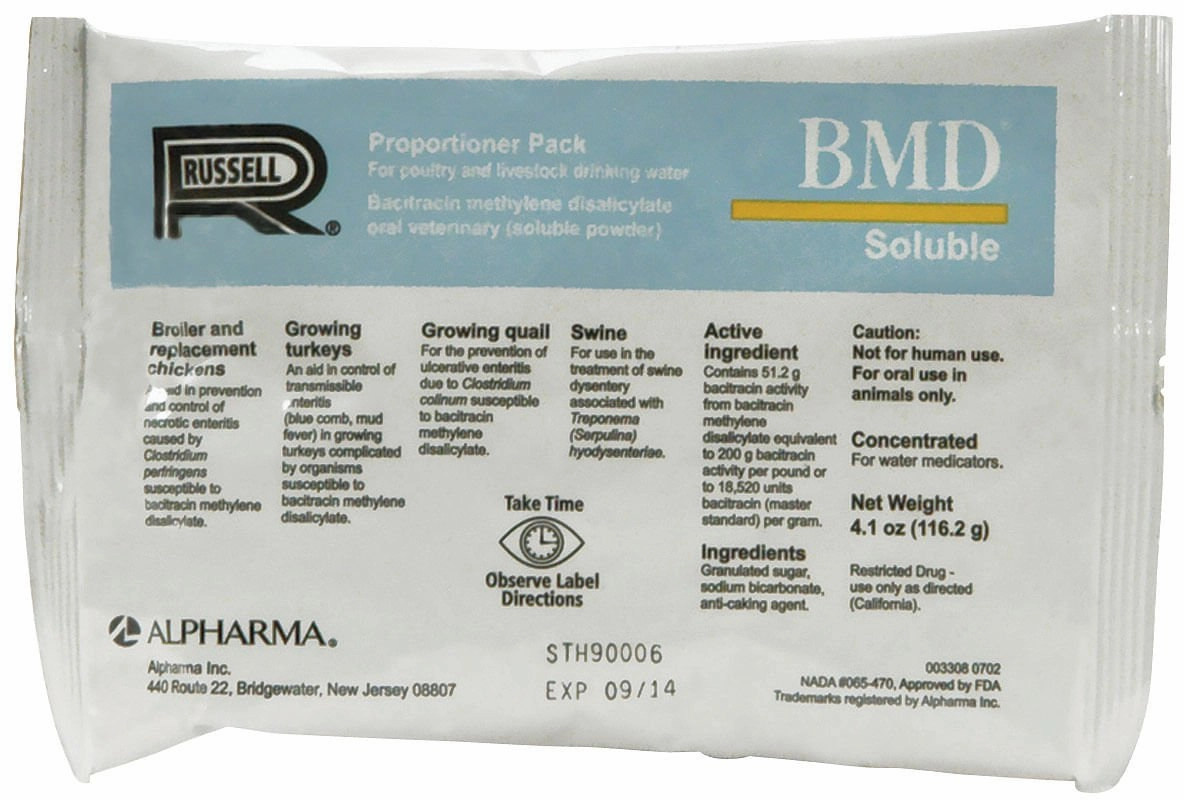 RUSSELL
R®
Proportioner Pack
For poultry and livestock drinking water
Bacitracin methylene disalicylate
oral veterinary (soluble powder)
BMD
Soluble
Broiler and
replacement
chickens
aid in prevention
and control of
necrotic enteritis
caused by
Clostridium
perfringens
susceptible to
bacitracin methylene
disalicylate.
Growing
turkeys
An aid in control of
transmissible
enteritis
(blue comb, mud
fever) in growing
turkeys complicated
by organisms
susceptible to
bacitracin methylene
disalicylate.
Growing quail
For the prevention of
ulcerative enteritis
due to Clostridium
colinum susceptible
to bacitracin
methylene
disalicylate.
Swine
For use in the
treatment of swine
dysentery
associated with
Treponema
(Serpulina)
hyodysenteriae.
Active
ingredient
Contains 51.2 g
bacitracin activity
from bacitracin
methylene
disalicylate equivalent
to 200 g bacitracin
activity per pound or
to 18,520 units
bacitracin (master
standard) per gram.
Ingredients
Granulated sugar,
sodium bicarbonate,
anti-caking agent.
Caution:
Not for human use.
For oral use in
animals only.
Concentrated
For water medicators.
Net Weight
4.1 oz (116.2 g)
Restricted Drug -
use only as directed
(California).
Take Time
Observe Label
Directions
ALPHARMA®
Alpharma Inc.
440 Route 22, Bridgewater, New Jersey 08807
STH90006
EXP 09/14
003308 0702
NADA #065-470, Approved by FDA
Trademarks registered by Alpharma Inc.